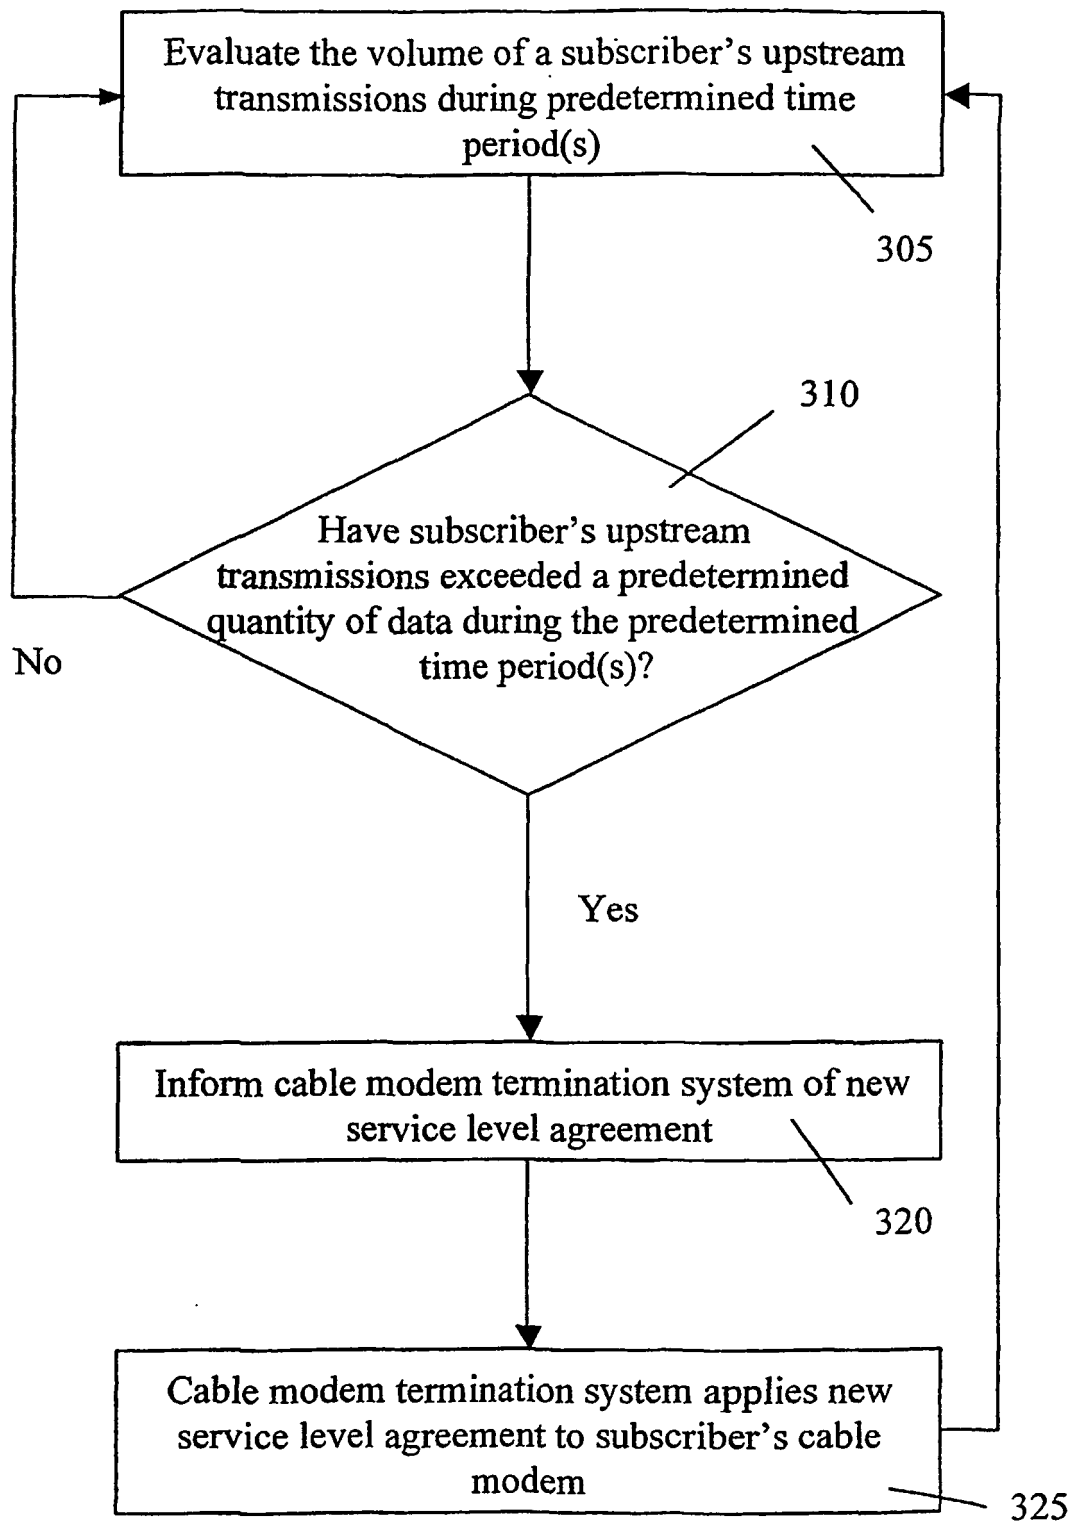 Evaluate the volume of a subscriber's upstream
transmissions during predetermined time
period(s)
305
310
Have subscriber's upstream
transmissions exceeded a predetermined
quantity of data during the predetermined
time period(s)?
No
Yes
Inform cable modem termination system of new
service level agreement
320
Cable modem termination system applies new
service level agreement to subscriber's cable
modem
325